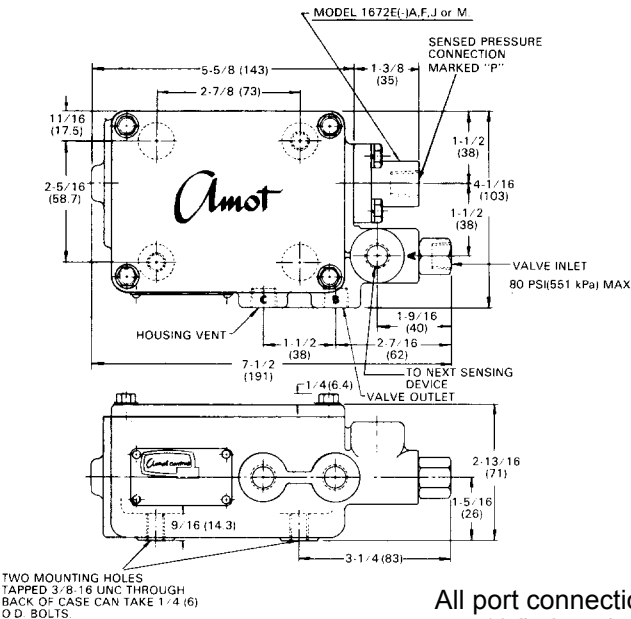 MODEL 1672E(-)A,F,J or M
SENSED PRESSURE
CONNECTION
MARKED "P"
5-5/8 (143)
1-3/8
(35)
2-7/8 (73)
11/16
(17.5)
1-1/2
(38)
2-5/16
(58.7)
Amot
4-1/16
(103)
1-1/2
(38)
A
VALVE INLET
80 PSI(551 kPa) MAX
C
B
HOUSING VENT
1-9/16
(40)
1-1/2
(38)
2-7/16
(62)
7-1/2
(191)
TO NEXT SENSING
DEVICE
VALVE OUTLET
1/4(6.4)
Amot control
2-13/16
(71)
1-5/16
(26)
9/16 (14.3)
3-1/4 (83)
TWO MOUNTING HOLES
TAPPED 3/8-16 UNC THROUGH
BACK OF CASE CAN TAKE 1/4 (6)
O.D. BOLTS.
All port connectio